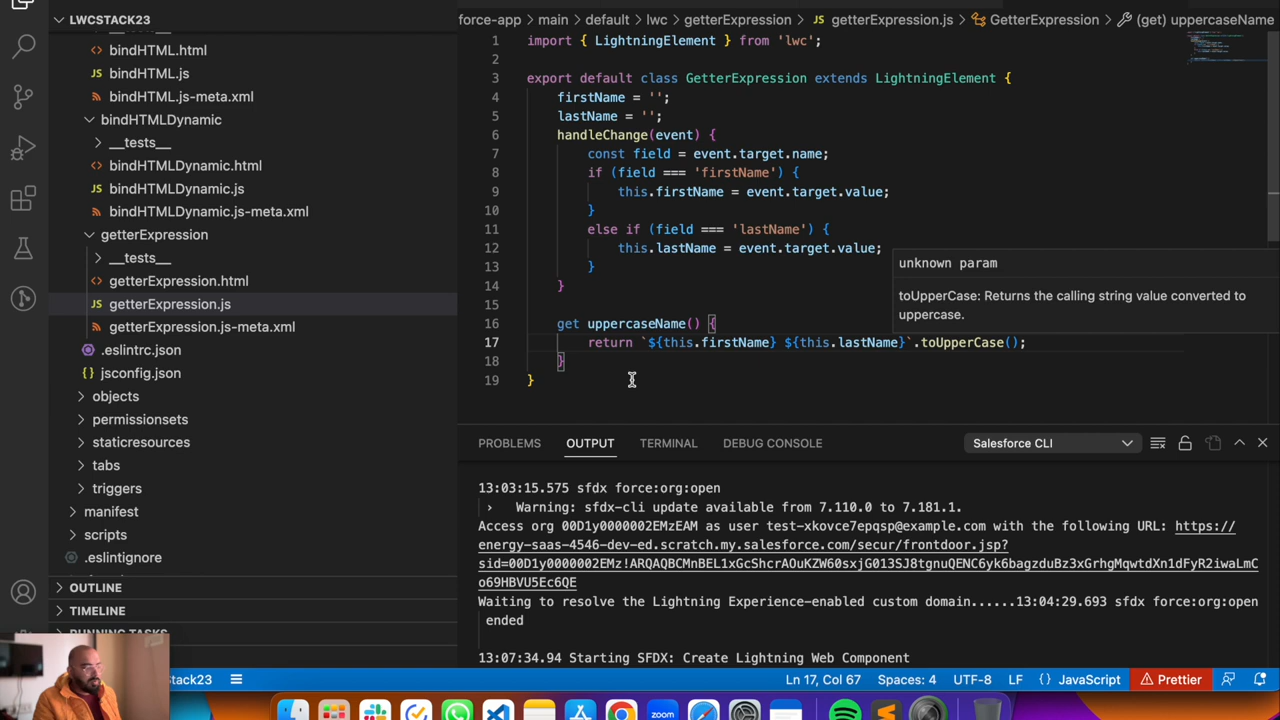 LWCSTACK23
bindHTML.html
bindHTML.js
bindHTML.js-meta.xml
bindHTMLDynamic
__tests__
bindHTMLDynamic.html
JS bindHTMLDynamic.js
bindHTMLDynamic.js-meta.xml
getterExpression
__tests__
<> getterExpression.html
JS getterExpression.js
getterExpression.js-meta.xml
.eslintrc.json
{} jsconfig.json
objects
permissionsets
staticresources
tabs
triggers
manifest
scripts
.eslintignore
OUTLINE
TIMELINE
RUNNING TASKS
force-app > main > default > lwc > getterExpression > JS getterExpression.js > GetterExpression > (get) uppercaseName
1 import { LightningElement } from 'lwc';
2
3 export default class GetterExpression extends LightningElement {
4 firstName = '';
5 lastName = '';
6 handleChange(event) {
7 const field = event.target.name;
8 if (field === 'firstName') {
9 this.firstName = event.target.value;
10 }
11 else if (field === 'lastName') {
12 this.lastName = event.target.value;
13 }
14 }
15
16 get uppercaseName() {
17 return `${this.firstName} ${this.lastName}`.toUpperCase();
18 }
19 }
unknown param
toUpperCase: Returns the calling string value converted to
uppercase.
PROBLEMS OUTPUT TERMINAL DEBUG CONSOLE Salesforce CLI
13:03:15.575 sfdx force:org:open
› Warning: sfdx-cli update available from 7.110.0 to 7.181.1.
Access org 00D1y0000002EMzEAM as user test-xkovce7epqsp@example.com with the following URL: https://
energy-saas-4546-dev-ed.scratch.my.salesforce.com/secur/frontdoor.jsp?
sid=00D1y0000002EMz!ARQAQBCMnBEL1xGcShcrAOuKZW60sxjG013SJ8tgnuQENC6yk6bagzduBz3xGrhgMqwtdXn1dFyR2iwaLmC
o69HBVU5Ec6QE
Waiting to resolve the Lightning Experience-enabled custom domain......13:04:29.693 sfdx force:org:open
ended
13:07:34.94 Starting SFDX: Create Lightning Web Component
Stack23 Ln 17, Col 67 Spaces: 4 UTF-8 LF {} JavaScript Prettier
zoom